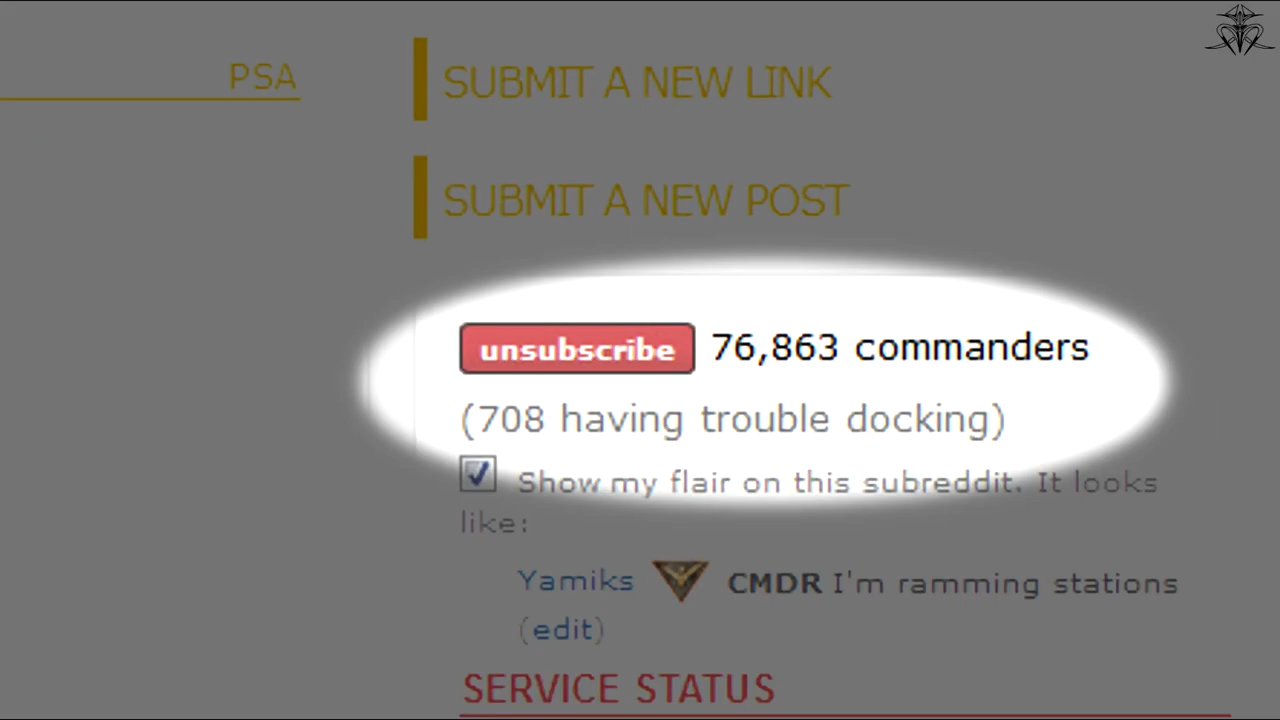 PSA
SUBMIT A NEW LINK
SUBMIT A NEW POST
unsubscribe 76,863 commanders
(708 having trouble docking)
Show my flair on this subreddit. It looks
like:
Yamiks CMDR I'm ramming stations
(edit)
SERVICE STATUS